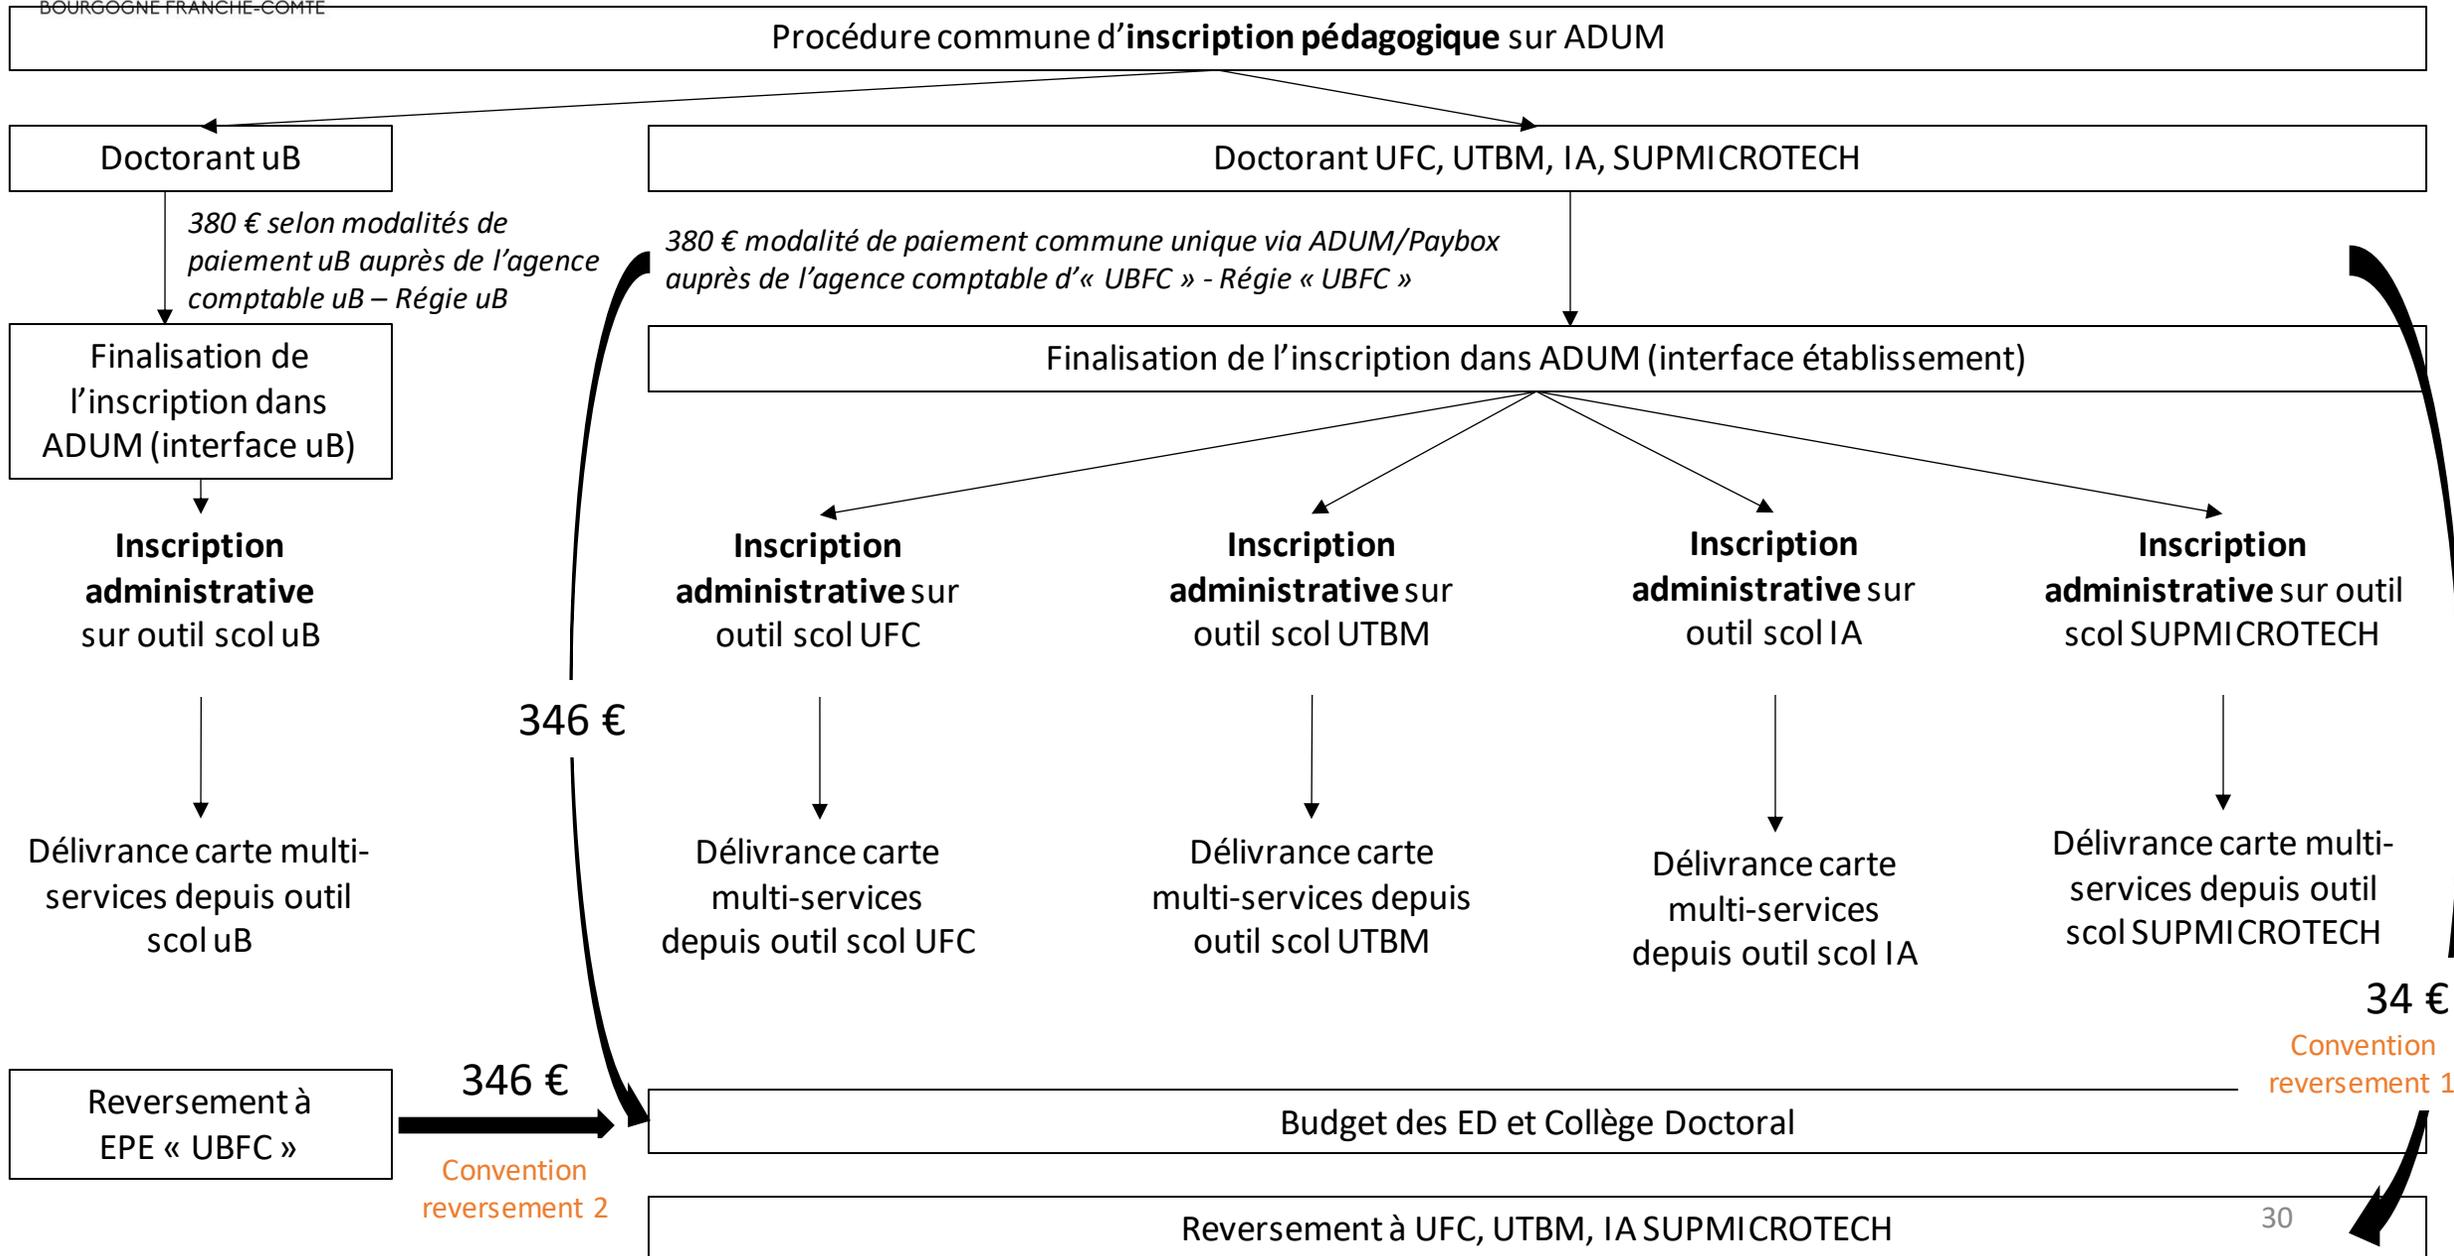 BOURGOGNE FRANCHE-COMTE
Procédure commune d’inscription pédagogique sur ADUM
Doctorant uB
Doctorant UFC, UTBM, IA, SUPMICROTECH
380 € selon modalités de
paiement uB auprès de l’agence
comptable uB – Régie uB
380 € modalité de paiement commune unique via ADUM/Paybox
auprès de l’agence comptable d’« UBFC » - Régie « UBFC »
Finalisation de
l’inscription dans
ADUM (interface uB)
Finalisation de l’inscription dans ADUM (interface établissement)
Inscription
administrative
sur outil scol uB
Inscription
administrative sur
outil scol UFC
Inscription
administrative sur
outil scol UTBM
Inscription
administrative sur
outil scol IA
Inscription
administrative sur outil
scol SUPMICROTECH
346 €
Délivrance carte multi-
services depuis outil
scol uB
Délivrance carte
multi-services
depuis outil scol UFC
Délivrance carte
multi-services depuis
outil scol UTBM
Délivrance carte
multi-services
depuis outil scol IA
Délivrance carte multi-
services depuis outil
scol SUPMICROTECH
34 €
Convention
reversement 1
Reversement à
EPE « UBFC »
346 €
Convention
reversement 2
Budget des ED et Collège Doctoral
Reversement à UFC, UTBM, IA SUPMICROTECH
30